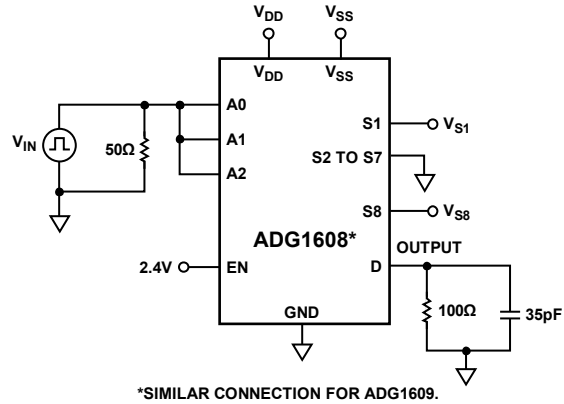 VDD VSS
VDD VSS
A0
A1
A2
VIN
50Ω
S1 VS1
S2 TO S7
S8 VS8
ADG1608*
OUTPUT
2.4V EN
D
100Ω
35pF
GND
*SIMILAR CONNECTION FOR ADG1609.